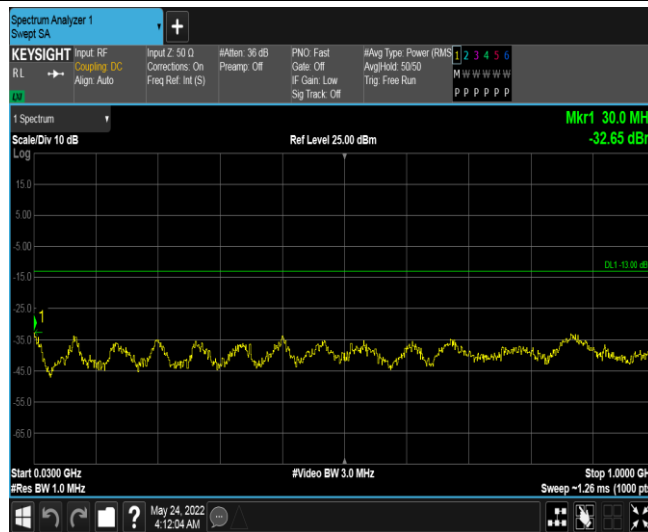 Spectrum Analyzer 1
Swept SA
+
KEYSIGHT Input: RF Input Z: 50 Ω #Atten: 36 dB PNO: Fast #Avg Type: Power (RMS 1 2 3 4 5 6
RL Coupling: DC Corrections: On Preamp: Off Gate: Off Avg|Hold: 50/50 M W W W W W
Align: Auto Freq Ref: Int (S) IF Gain: Low Trig: Free Run
LV Sig Track: Off P P P P P P
1 Spectrum Mkr1 30.0 MH
Scale/Div 10 dB Ref Level 25.00 dBm -32.65 dBr
Log
15.0
5.00
-5.00
DL1 -13.00 dB
-15.0
-25.0
1
-35.0
-45.0
-55.0
-65.0
Start 0.0300 GHz #Video BW 3.0 MHz Stop 1.0000 GH
#Res BW 1.0 MHz Sweep ~1.26 ms (1000 pt
? May 24, 2022
4:12:04 AM